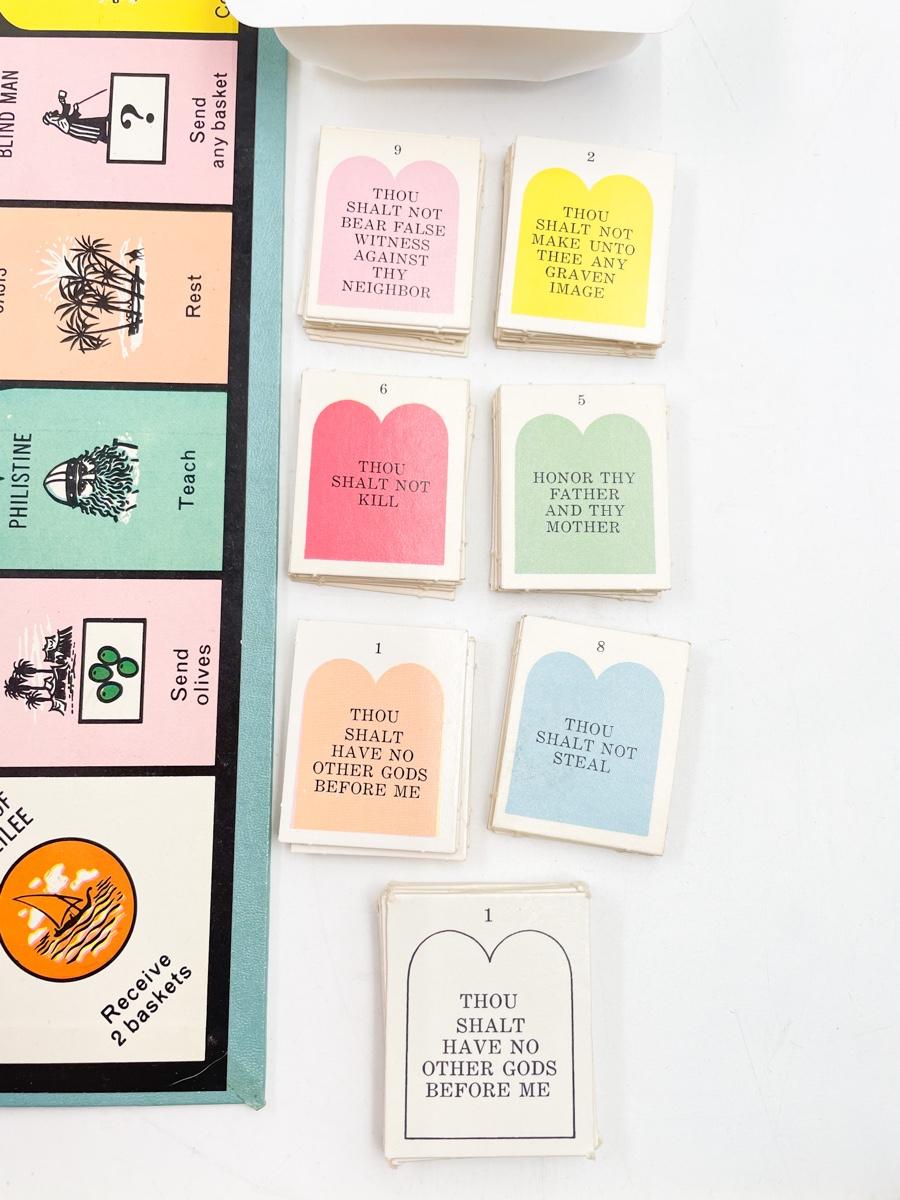 BLIND MAN
?
Send
any basket
Rest
PHILISTINE
Teach
Send
olives
OF
Receive
2 baskets
9
THOU
SHALT NOT
BEAR FALSE
WITNESS
AGAINST
THY
NEIGHBOR
2
THOU
SHALT NOT
MAKE UNTO
THEE ANY
GRAVEN
IMAGE
6
THOU
SHALT NOT
KILL
5
HONOR THY
FATHER
AND THY
MOTHER
1
THOU
SHALT
HAVE NO
OTHER GODS
BEFORE ME
8
THOU
SHALT NOT
STEAL
1
THOU
SHALT
HAVE NO
OTHER GODS
BEFORE ME